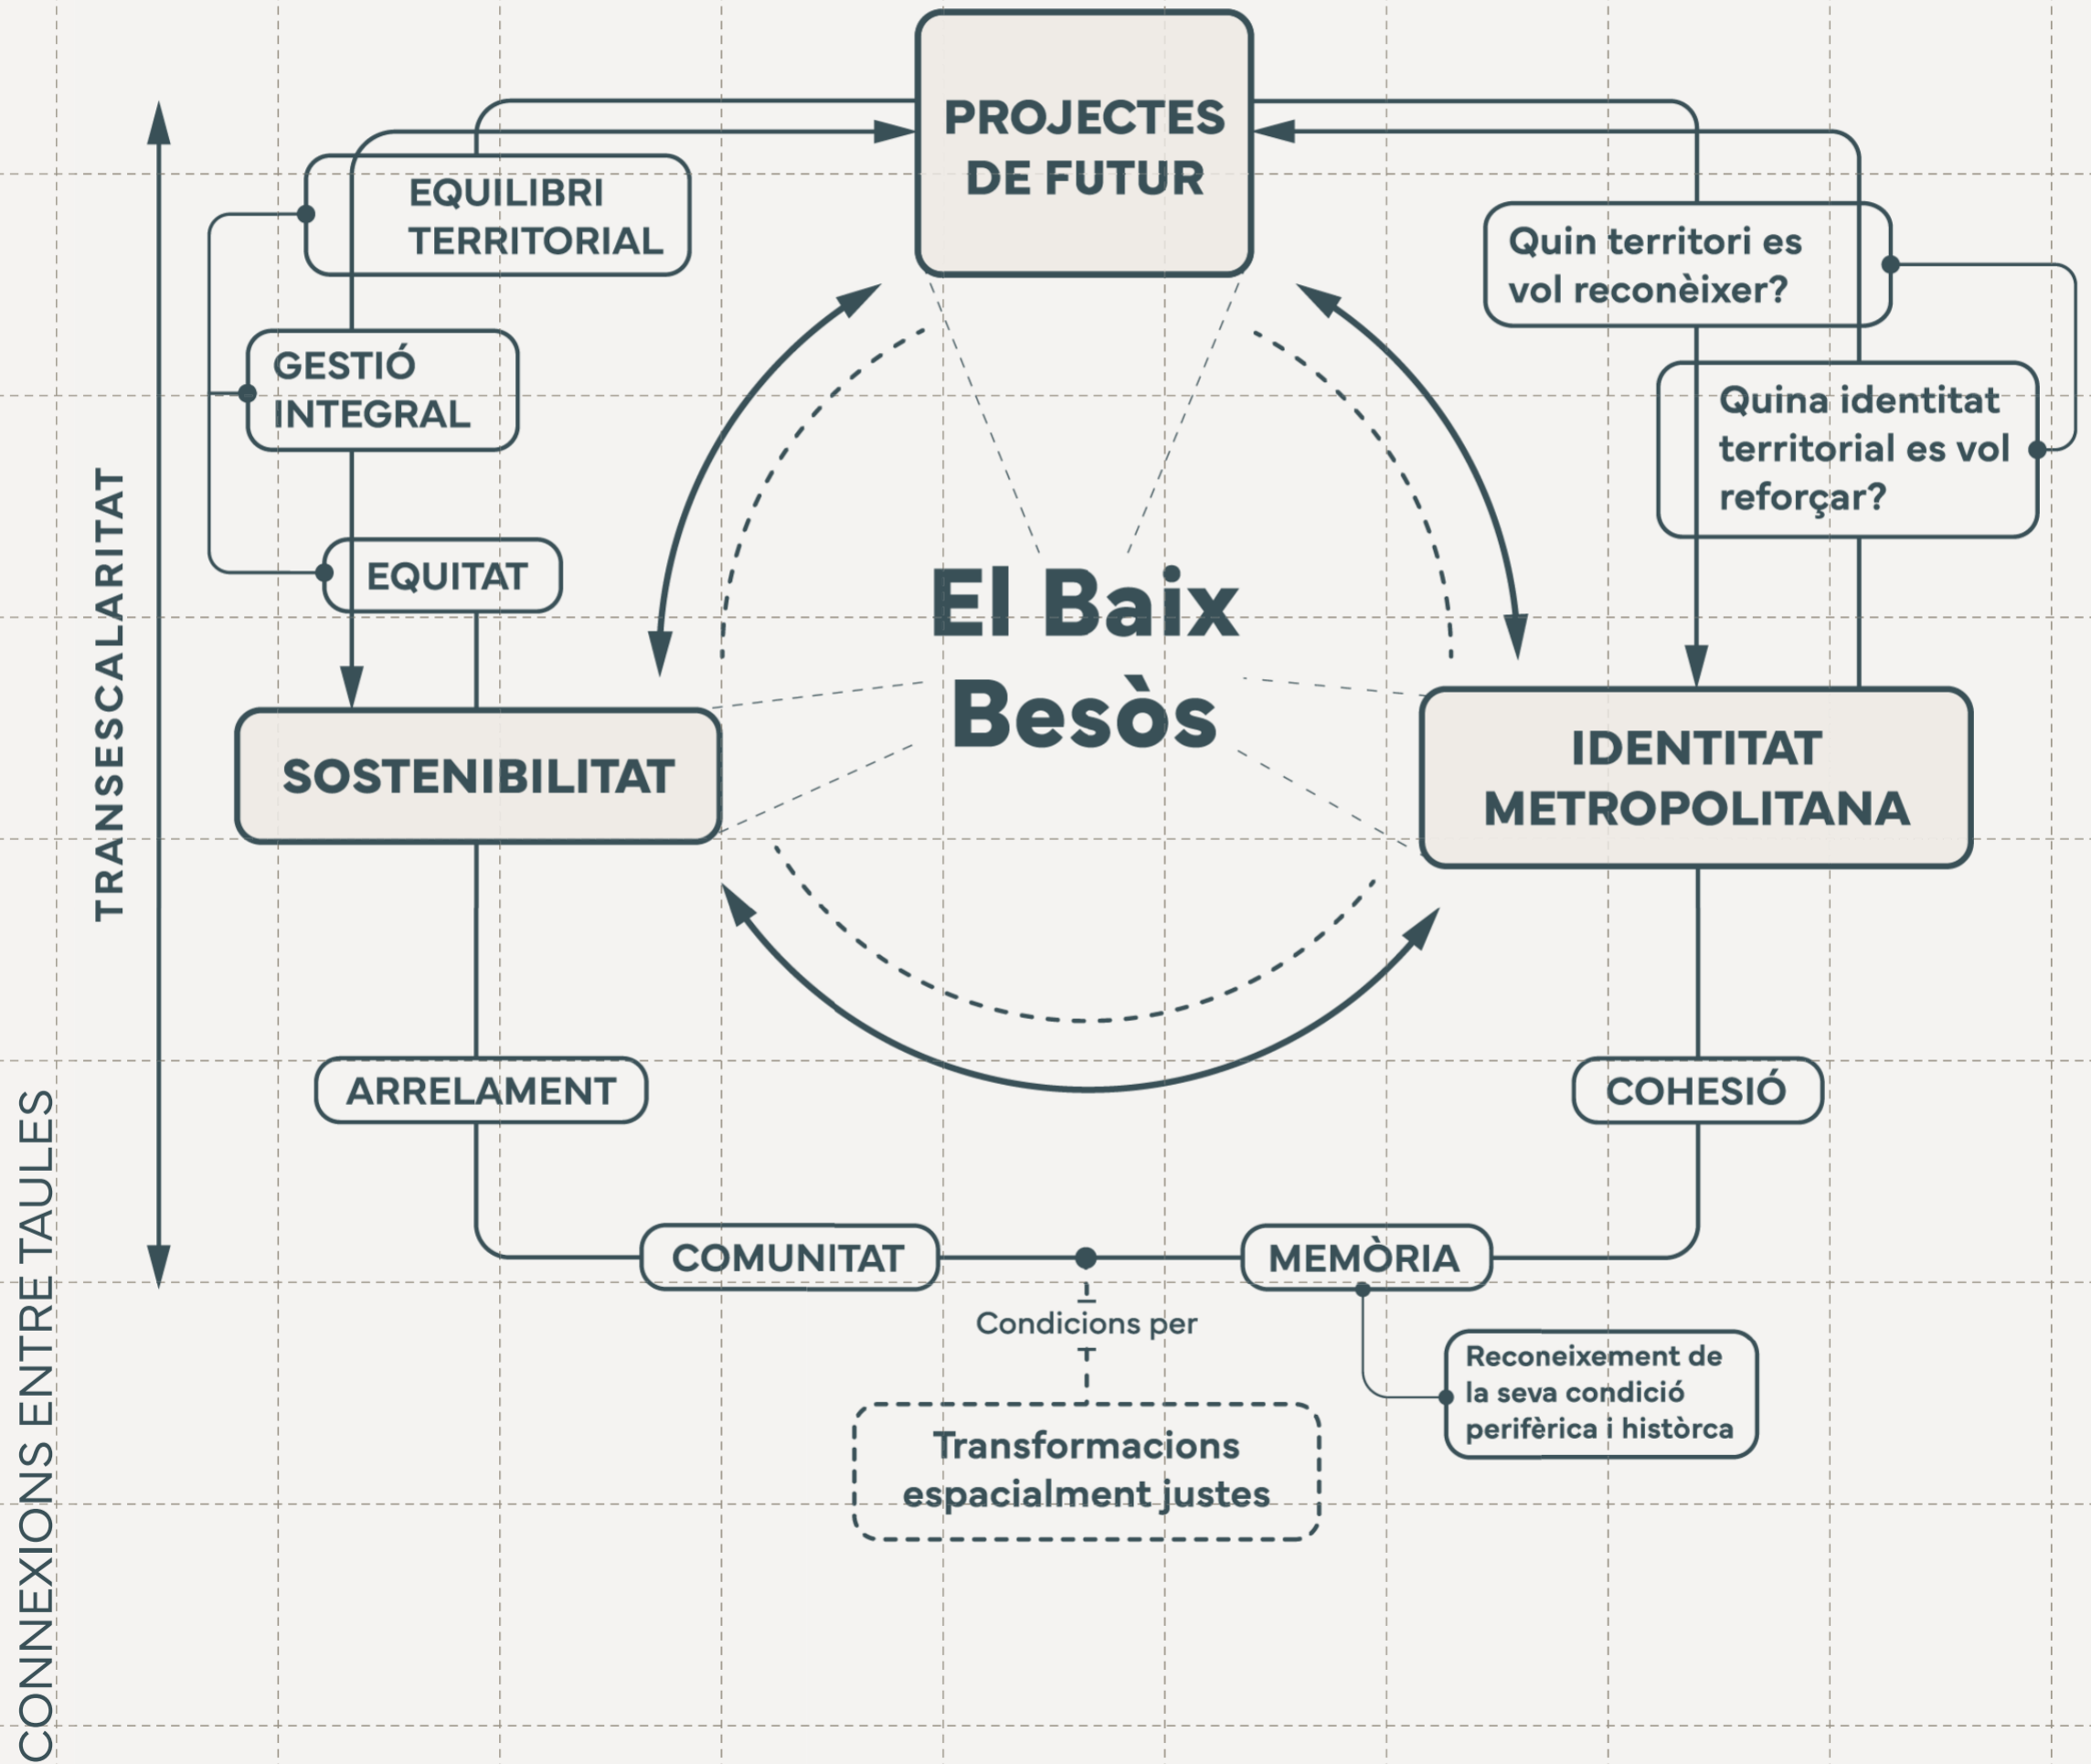 PROJECTES
DE FUTUR
EQUILIBRI
TERRITORIAL
Quin territori es
vol reconèixer?
GESTIÓ
INTEGRAL
Quina identitat
territorial es vol
reforçar?
EQUITAT
TRANSESCALARITAT
El Baix
Besòs
SOSTENIBILITAT
IDENTITAT
METROPOLITANA
ARRELAMENT
COHESIÓ
COMUNITAT
MEMÒRIA
Condicions per
Reconeixement de
la seva condició
perifèrica i històrca
Transformacions
espacialment justes
CONNEXIONS ENTRE TAULES